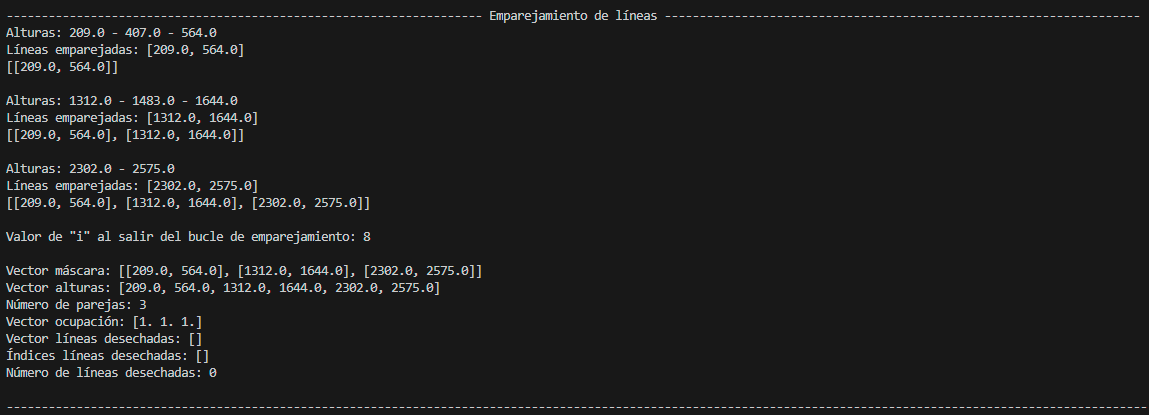 -------------------------------------------------------------------- Emparejamiento de líneas --------------------------------------------------------------------
Alturas: 209.0 - 407.0 - 564.0
Líneas emparejadas: [209.0, 564.0]
[[209.0, 564.0]]
Alturas: 1312.0 - 1483.0 - 1644.0
Líneas emparejadas: [1312.0, 1644.0]
[[209.0, 564.0], [1312.0, 1644.0]]
Alturas: 2302.0 - 2575.0
Líneas emparejadas: [2302.0, 2575.0]
[[209.0, 564.0], [1312.0, 1644.0], [2302.0, 2575.0]]
Valor de "i" al salir del bucle de emparejamiento: 8
Vector máscara: [[209.0, 564.0], [1312.0, 1644.0], [2302.0, 2575.0]]
Vector alturas: [209.0, 564.0, 1312.0, 1644.0, 2302.0, 2575.0]
Número de parejas: 3
Vector ocupación: [1. 1. 1.]
Vector líneas desechadas: []
Índices líneas desechadas: []
Número de líneas desechadas: 0
-------------------------------------------------------------------------------------------------------------------------------------------------------------------